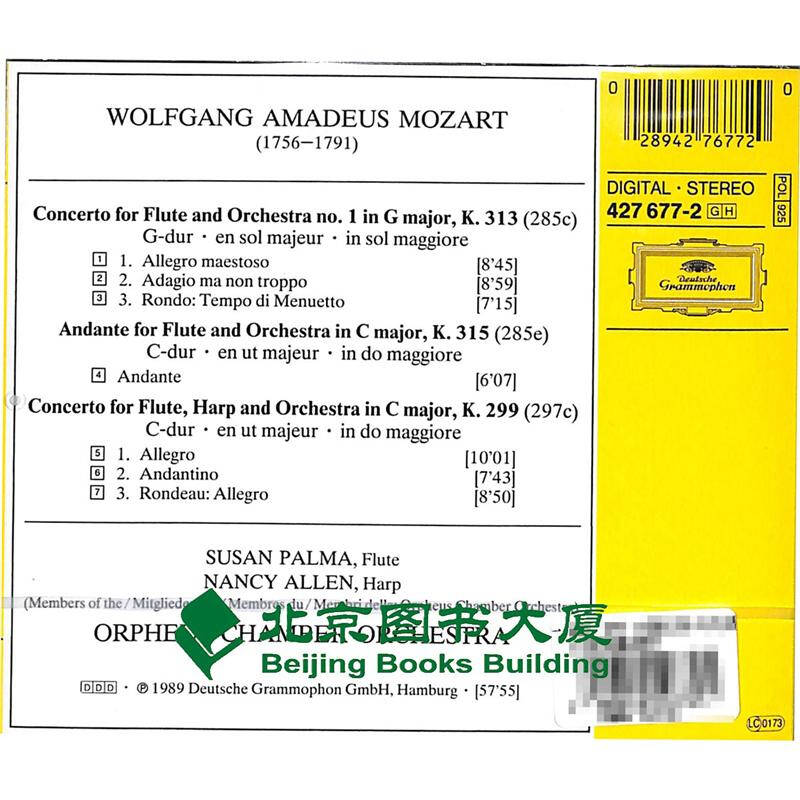 WOLFGANG AMADEUS MOZART
(1756–1791)
Concerto for Flute and Orchestra no. 1 in G major, K. 313 (285c)
G-dur · en sol majeur · in sol maggiore
1 1. Allegro maestoso [8'45]
2 2. Adagio ma non troppo [8'59]
3 3. Rondo: Tempo di Menuetto [7'15]
Andante for Flute and Orchestra in C major, K. 315 (285e)
C-dur · en ut majeur · in do maggiore
4 Andante [6'07]
Concerto for Flute, Harp and Orchestra in C major, K. 299 (297c)
C-dur · en ut majeur · in do maggiore
5 1. Allegro [10'01]
6 2. Andantino [7'43]
7 3. Rondeau: Allegro [8'50]
SUSAN PALMA, Flute
NANCY ALLEN, Harp
(Members of the / Membres du / Membri della Orpheus Chamber Orchestra)
CHAMBER ORCHESTRA
DDD · ℗ 1989 Deutsche Grammophon GmbH, Hamburg · [57'55]
北京图书大厦
Beijing Books Building
0 28942 76772 0
DIGITAL · STEREO
427 677-2 GH
POL 925
Deutsche
Grammophon
LC 0173